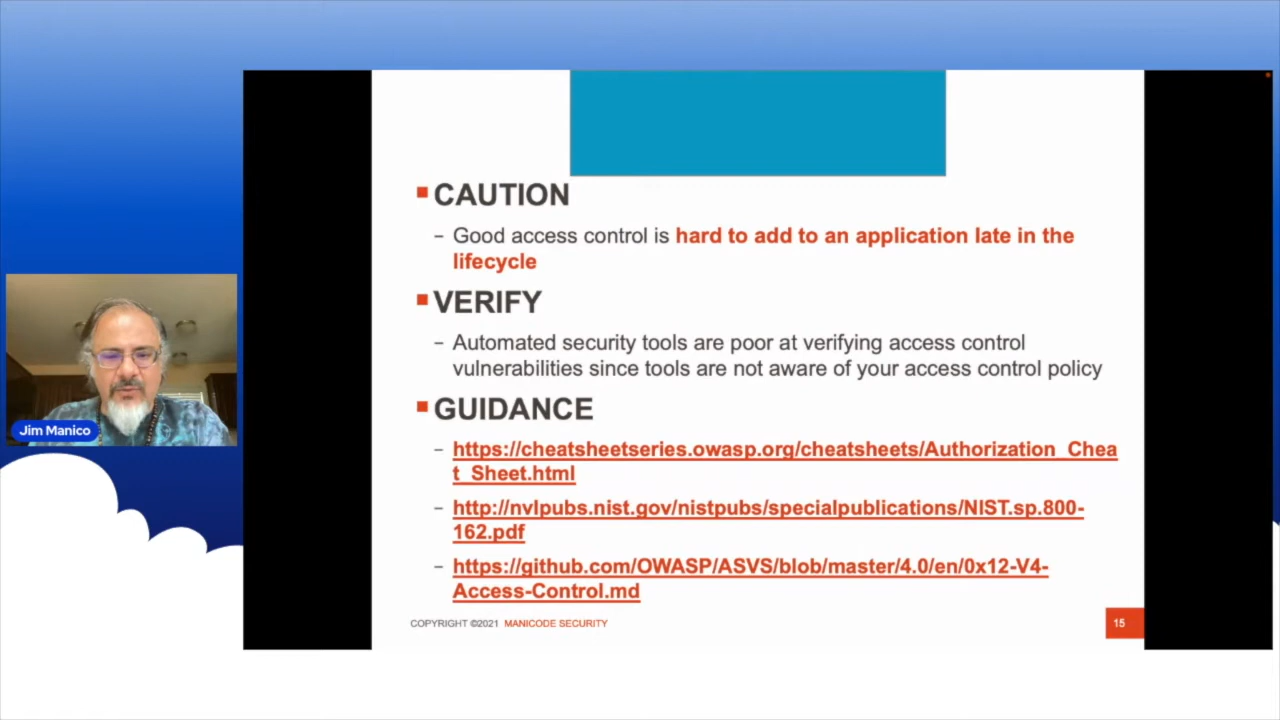 CAUTION
– Good access control is hard to add to an application late in the
lifecycle
VERIFY
– Automated security tools are poor at verifying access control
vulnerabilities since tools are not aware of your access control policy
GUIDANCE
– https://cheatsheetseries.owasp.org/cheatsheets/Authorization_Chea
t_Sheet.html
– http://nvlpubs.nist.gov/nistpubs/specialpublications/NIST.sp.800-
162.pdf
– https://github.com/OWASP/ASVS/blob/master/4.0/en/0x12-V4-
Access-Control.md
COPYRIGHT ©2021 MANICODE SECURITY
15
Jim Manico